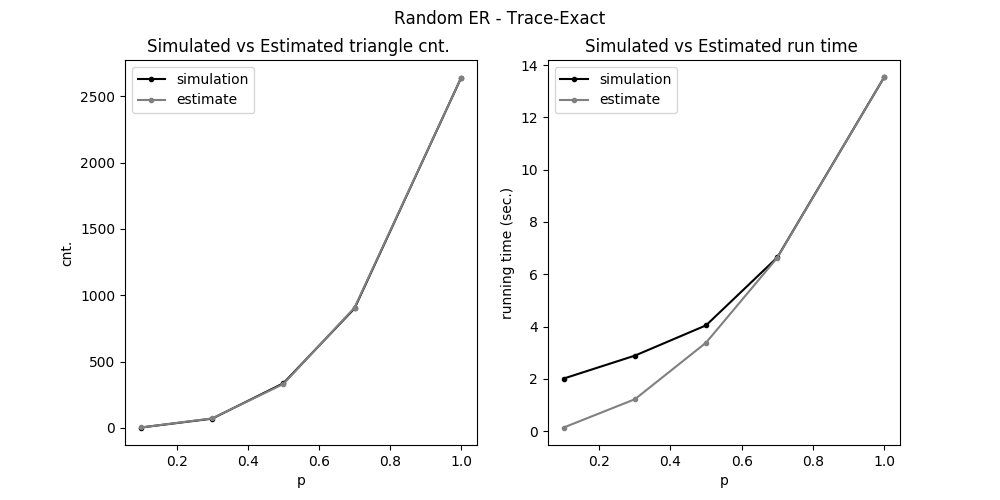 Random ER - Trace-Exact
Simulated vs Estimated triangle cnt.
simulation
estimate
2500
2000
1500
1000
500
0
cnt.
0.2
0.4
0.6
0.8
1.0
p
Simulated vs Estimated run time
simulation
estimate
14
12
10
8
6
4
2
0
running time (sec.)
0.2
0.4
0.6
0.8
1.0
p